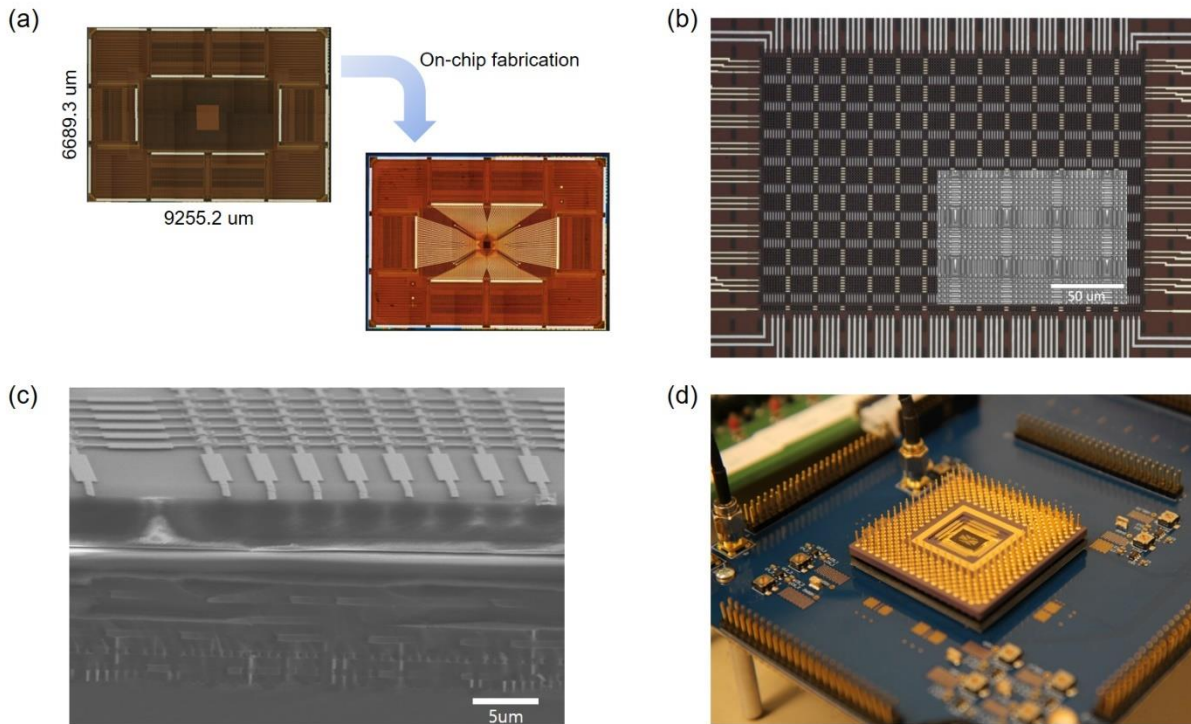 (a)
On-chip fabrication
6689.3 um
9255.2 um
(b)
50 um
(c)
5um
(d)